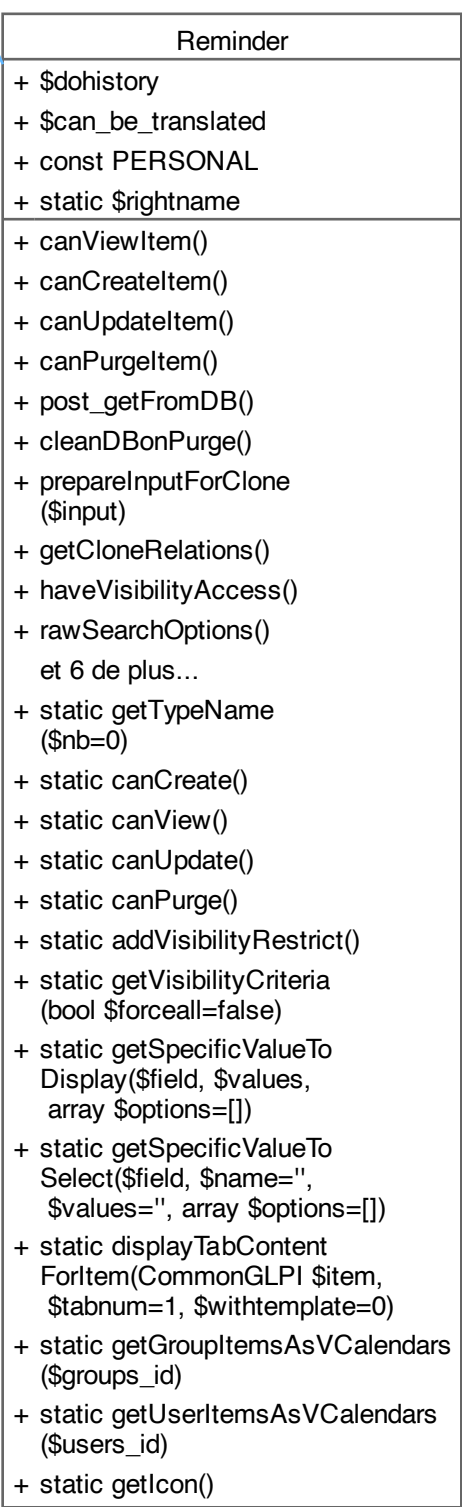 Reminder
+ $dohistory
+ $can_be_translated
+ const PERSONAL
+ static $rightname
+ canViewItem()
+ canCreateItem()
+ canUpdateItem()
+ canPurgeItem()
+ post_getFromDB()
+ cleanDBonPurge()
+ prepareInputForClone
($input)
+ getCloneRelations()
+ haveVisibilityAccess()
+ rawSearchOptions()
et 6 de plus...
+ static getTypeName
($nb=0)
+ static canCreate()
+ static canView()
+ static canUpdate()
+ static canPurge()
+ static addVisibilityRestrict()
+ static getVisibilityCriteria
(bool $forceall=false)
+ static getSpecificValueTo
Display($field, $values,
array $options=[])
+ static getSpecificValueTo
Select($field, $name='',
$values='', array $options=[])
+ static displayTabContent
ForItem(CommonGLPI $item,
$tabnum=1, $withtemplate=0)
+ static getGroupItemsAsVCalendars
($groups_id)
+ static getUserItemsAsVCalendars
($users_id)
+ static getIcon()